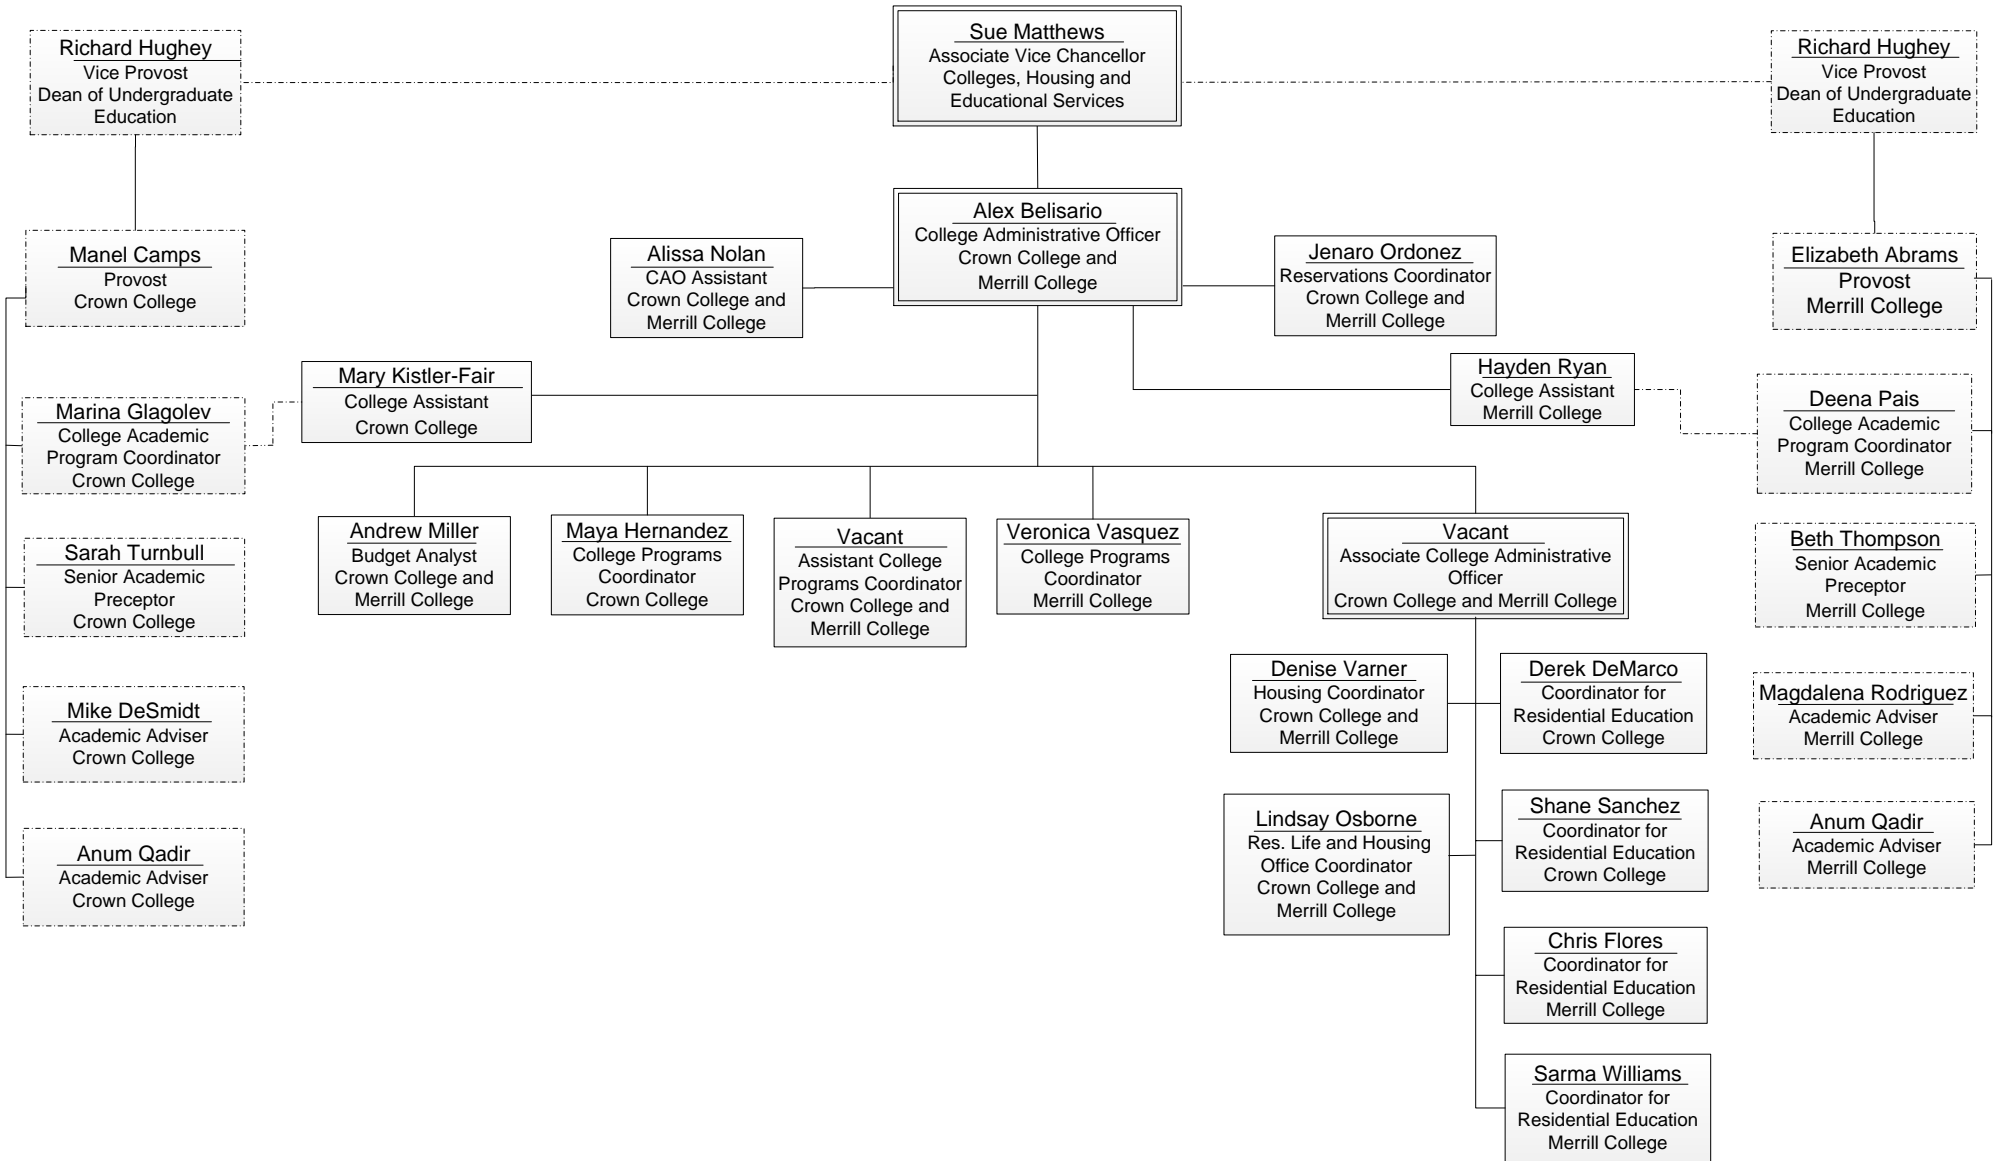 Richard Hughey
Vice Provost
Dean of Undergraduate
Education
Sue Matthews
Associate Vice Chancellor
Colleges, Housing and
Educational Services
Richard Hughey
Vice Provost
Dean of Undergraduate
Education
Manel Camps
Provost
Crown College
Alissa Nolan
CAO Assistant
Crown College and
Merrill College
Alex Belisario
College Administrative Officer
Crown College and
Merrill College
Jenaro Ordonez
Reservations Coordinator
Crown College and
Merrill College
Elizabeth Abrams
Provost
Merrill College
Mary Kistler-Fair
College Assistant
Crown College
Hayden Ryan
College Assistant
Merrill College
Marina Glagolev
College Academic
Program Coordinator
Crown College
Deena Pais
College Academic
Program Coordinator
Merrill College
Sarah Turnbull
Senior Academic
Preceptor
Crown College
Andrew Miller
Budget Analyst
Crown College and
Merrill College
Maya Hernandez
College Programs
Coordinator
Crown College
Vacant
Assistant College
Programs Coordinator
Crown College and
Merrill College
Veronica Vasquez
College Programs
Coordinator
Merrill College
Vacant
Associate College Administrative
Officer
Crown College and Merrill College
Beth Thompson
Senior Academic
Preceptor
Merrill College
Mike DeSmidt
Academic Adviser
Crown College
Denise Varner
Housing Coordinator
Crown College and
Merrill College
Derek DeMarco
Coordinator for
Residential Education
Crown College
Magdalena Rodriguez
Academic Adviser
Merrill College
Anum Qadir
Academic Adviser
Crown College
Lindsay Osborne
Res. Life and Housing
Office Coordinator
Crown College and
Merrill College
Shane Sanchez
Coordinator for
Residential Education
Crown College
Anum Qadir
Academic Adviser
Merrill College
Chris Flores
Coordinator for
Residential Education
Merrill College
Sarma Williams
Coordinator for
Residential Education
Merrill College